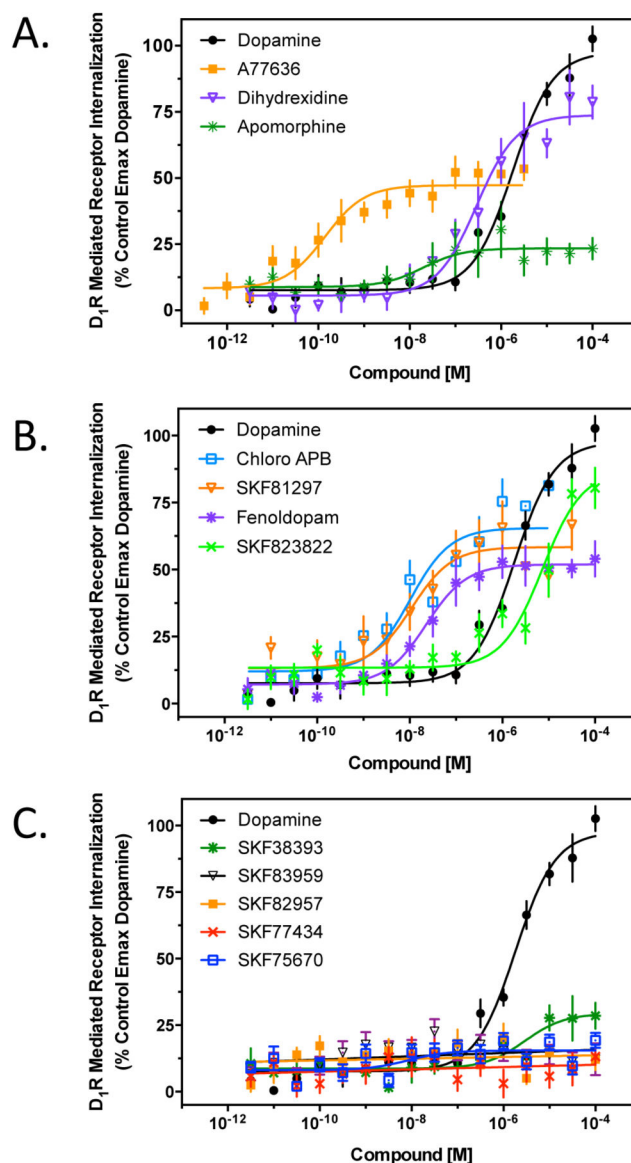 A.
D₁R Mediated Receptor Internalization
(% Control Emax Dopamine)
100
75
50
25
0
Dopamine
A77636
Dihydrexidine
Apomorphine
10⁻¹² 10⁻¹⁰ 10⁻⁸ 10⁻⁶ 10⁻⁴
Compound [M]
B.
D₁R Mediated Receptor Internalization
(% Control Emax Dopamine)
100
75
50
25
0
Dopamine
Chloro APB
SKF81297
Fenoldopam
SKF823822
10⁻¹² 10⁻¹⁰ 10⁻⁸ 10⁻⁶ 10⁻⁴
Compound [M]
C.
D₁R Mediated Receptor Internalization
(% Control Emax Dopamine)
100
75
50
25
0
Dopamine
SKF38393
SKF83959
SKF82957
SKF77434
SKF75670
10⁻¹² 10⁻¹⁰ 10⁻⁸ 10⁻⁶ 10⁻⁴
Compound [M]